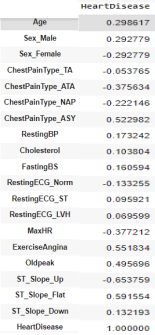 HeartDisease
Age 0.298617
Sex_Male 0.292779
Sex_Female -0.292779
ChestPainType_TA -0.053765
ChestPainType_ATA -0.375634
ChestPainType_NAP -0.222146
ChestPainType_ASY 0.522982
RestingBP 0.173242
Cholesterol 0.103804
FastingBS 0.160594
RestingECG_Norm -0.133255
RestingECG_ST 0.095921
RestingECG_LVH 0.069599
MaxHR -0.377212
ExerciseAngina 0.551834
Oldpeak 0.495696
ST_Slope_Up -0.653759
ST_Slope_Flat 0.591554
ST_Slope_Down 0.132193
HeartDisease 1.000000